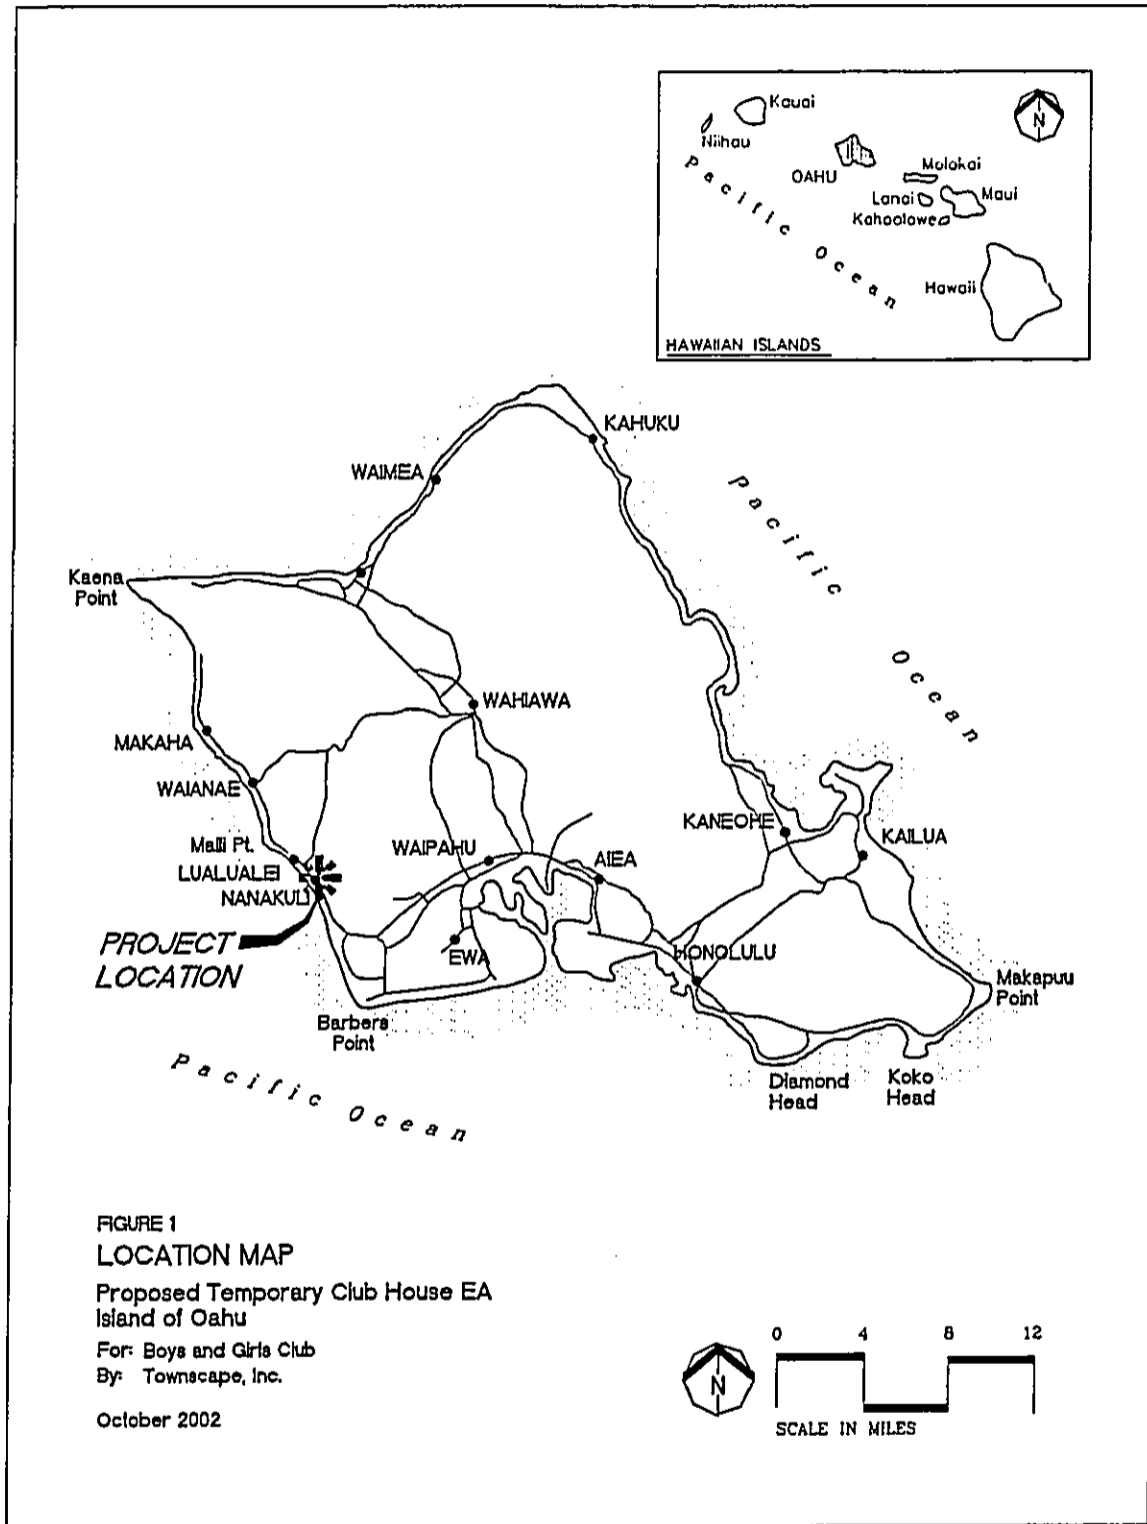 Kauai
N
Niihau
OAHU
Molokai
Lanai
Maui
Kahoolawe
Pacific Ocean
Hawaii
HAWAIIAN ISLANDS
KAHUKU
WAIMEA
Pacific Ocean
Kaena
Point
WAHIAWA
MAKAHA
WAIANAE
KANEOHE
KAILUA
Maili Pt.
WAIPAHU
AIEA
LUALUALEI
NANAKULI
PROJECT
LOCATION
EWA
HONOLULU
Makapuu
Point
Barbers
Point
Diamond
Head
Koko
Head
Pacific Ocean
FIGURE 1
LOCATION MAP
Proposed Temporary Club House EA
Island of Oahu
For: Boys and Girls Club
By: Townscape, Inc.
October 2002
N
0 4 8 12
SCALE IN MILES